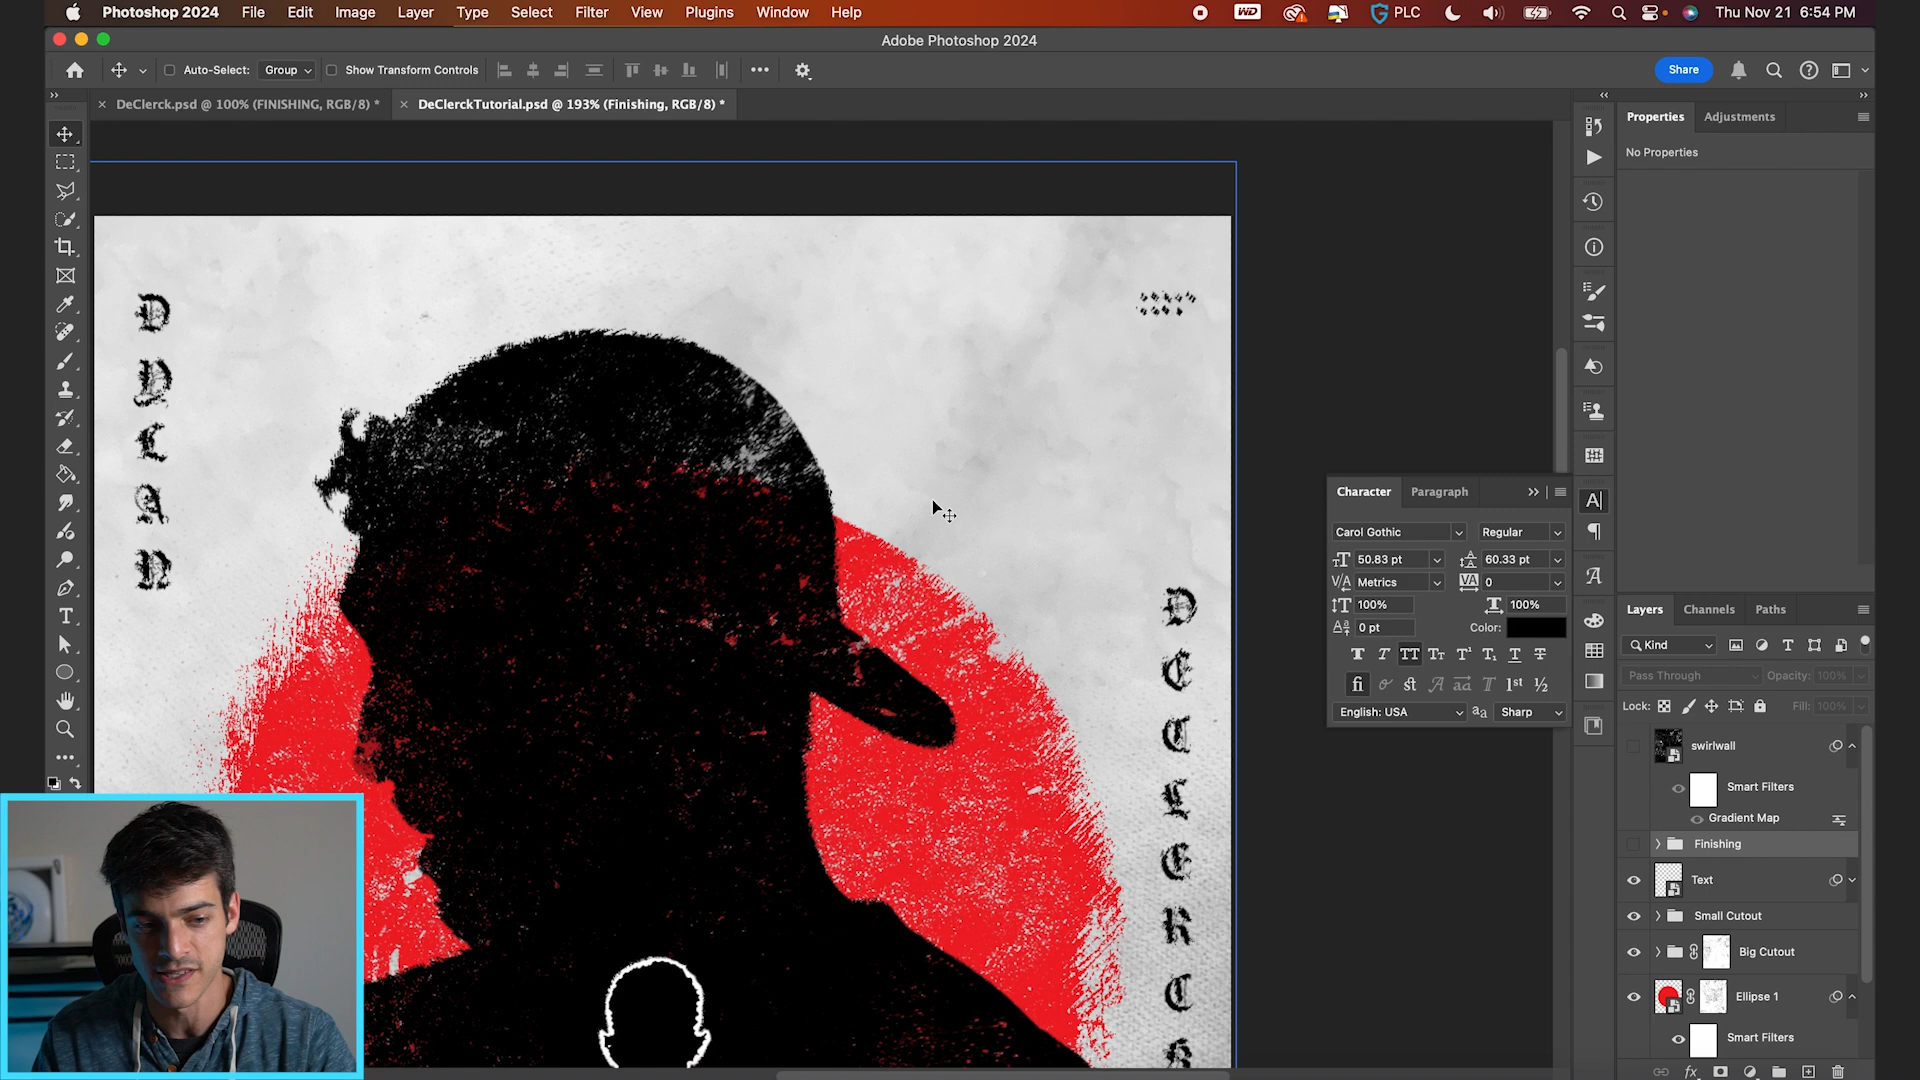 Photoshop 2024 File Edit Image Layer Type Select Filter View Plugins Window Help WD PLC Thu Nov 21 6:54 PM
Adobe Photoshop 2024
Auto-Select: Group Show Transform Controls Share
DeClerck.psd @ 100% (FINISHING, RGB/8) * DeClerckTutorial.psd @ 193% (Finishing, RGB/8) *
Properties Adjustments
No Properties
D
Y
L
A
N
D
E
C
L
E
R
C
K
Character Paragraph
Carol Gothic Regular
50.83 pt 60.33 pt
Metrics 0
100% 100%
0 pt Color:
English: USA Sharp
Layers Channels Paths
Kind
Pass Through Opacity: 100%
Lock: Fill: 100%
swirlwall
Smart Filters
Gradient Map
Finishing
Text
Small Cutout
Big Cutout
Ellipse 1
Smart Filters